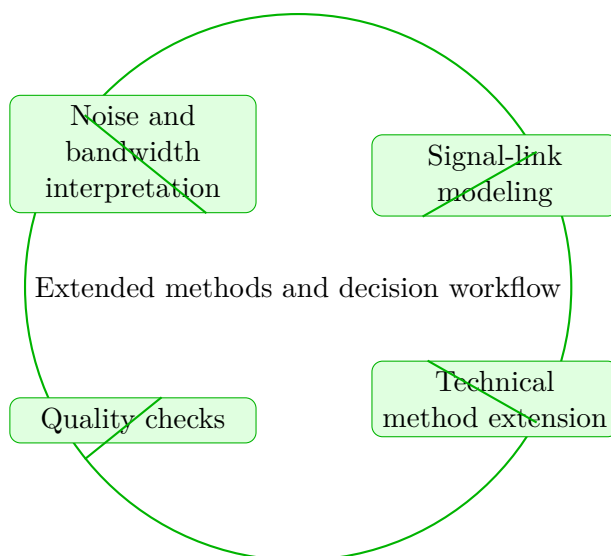 Noise and
bandwidth
interpretation
Signal-link
modeling
Extended methods and decision workflow
Technical
method extension
Quality checks